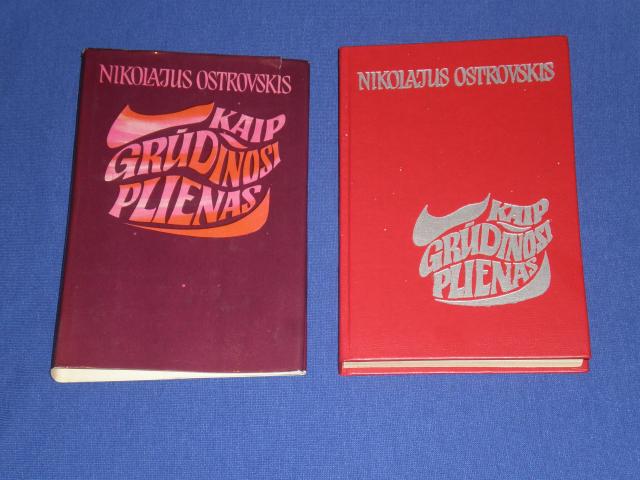 NIKOLAJUS OSTROVSKIS
KAIP
GRŪDINOSI
PLIENAS
NIKOLAJUS OSTROVSKIS
KAIP
GRŪDINOSI
PLIENAS